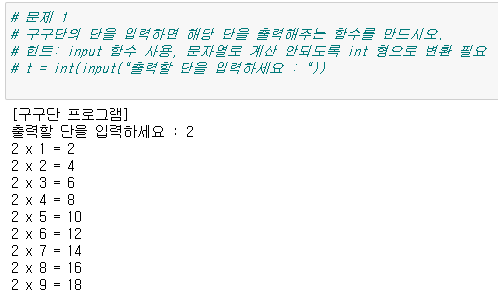 # 문제 1
# 구구단의 단을 입력하면 해당 단을 출력해주는 함수를 만드시오.
# 힌트: input 함수 사용, 문자열로 계산 안되도록 int 형으로 변환 필요
# t = int(input("출력할 단을 입력하세요 : "))
[구구단 프로그램]
출력할 단을 입력하세요 : 2
2 x 1 = 2
2 x 2 = 4
2 x 3 = 6
2 x 4 = 8
2 x 5 = 10
2 x 6 = 12
2 x 7 = 14
2 x 8 = 16
2 x 9 = 18